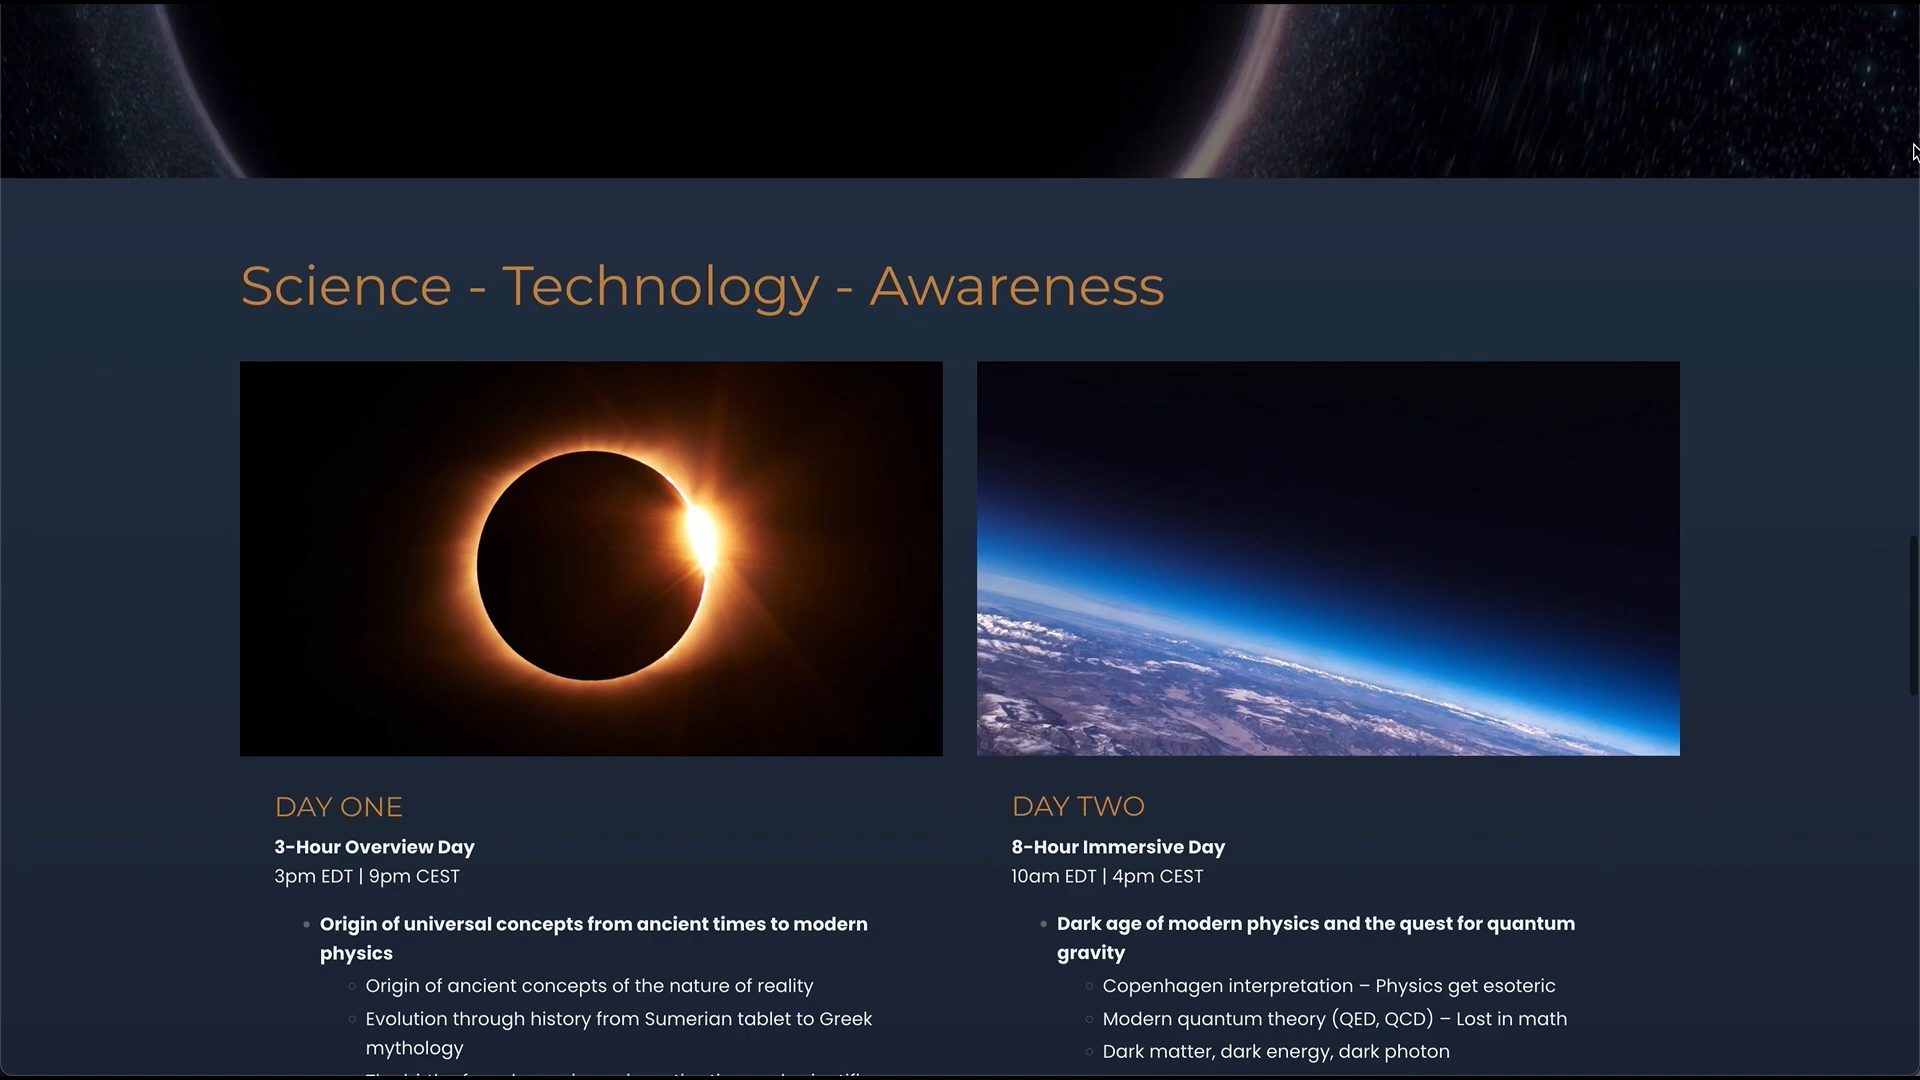 Science - Technology - Awareness
DAY ONE
3-Hour Overview Day
3pm EDT | 9pm CEST
Origin of universal concepts from ancient times to modern
physics
Origin of ancient concepts of the nature of reality
Evolution through history from Sumerian tablet to Greek
mythology
DAY TWO
8-Hour Immersive Day
10am EDT | 4pm CEST
Dark age of modern physics and the quest for quantum
gravity
Copenhagen interpretation – Physics get esoteric
Modern quantum theory (QED, QCD) – Lost in math
Dark matter, dark energy, dark photon